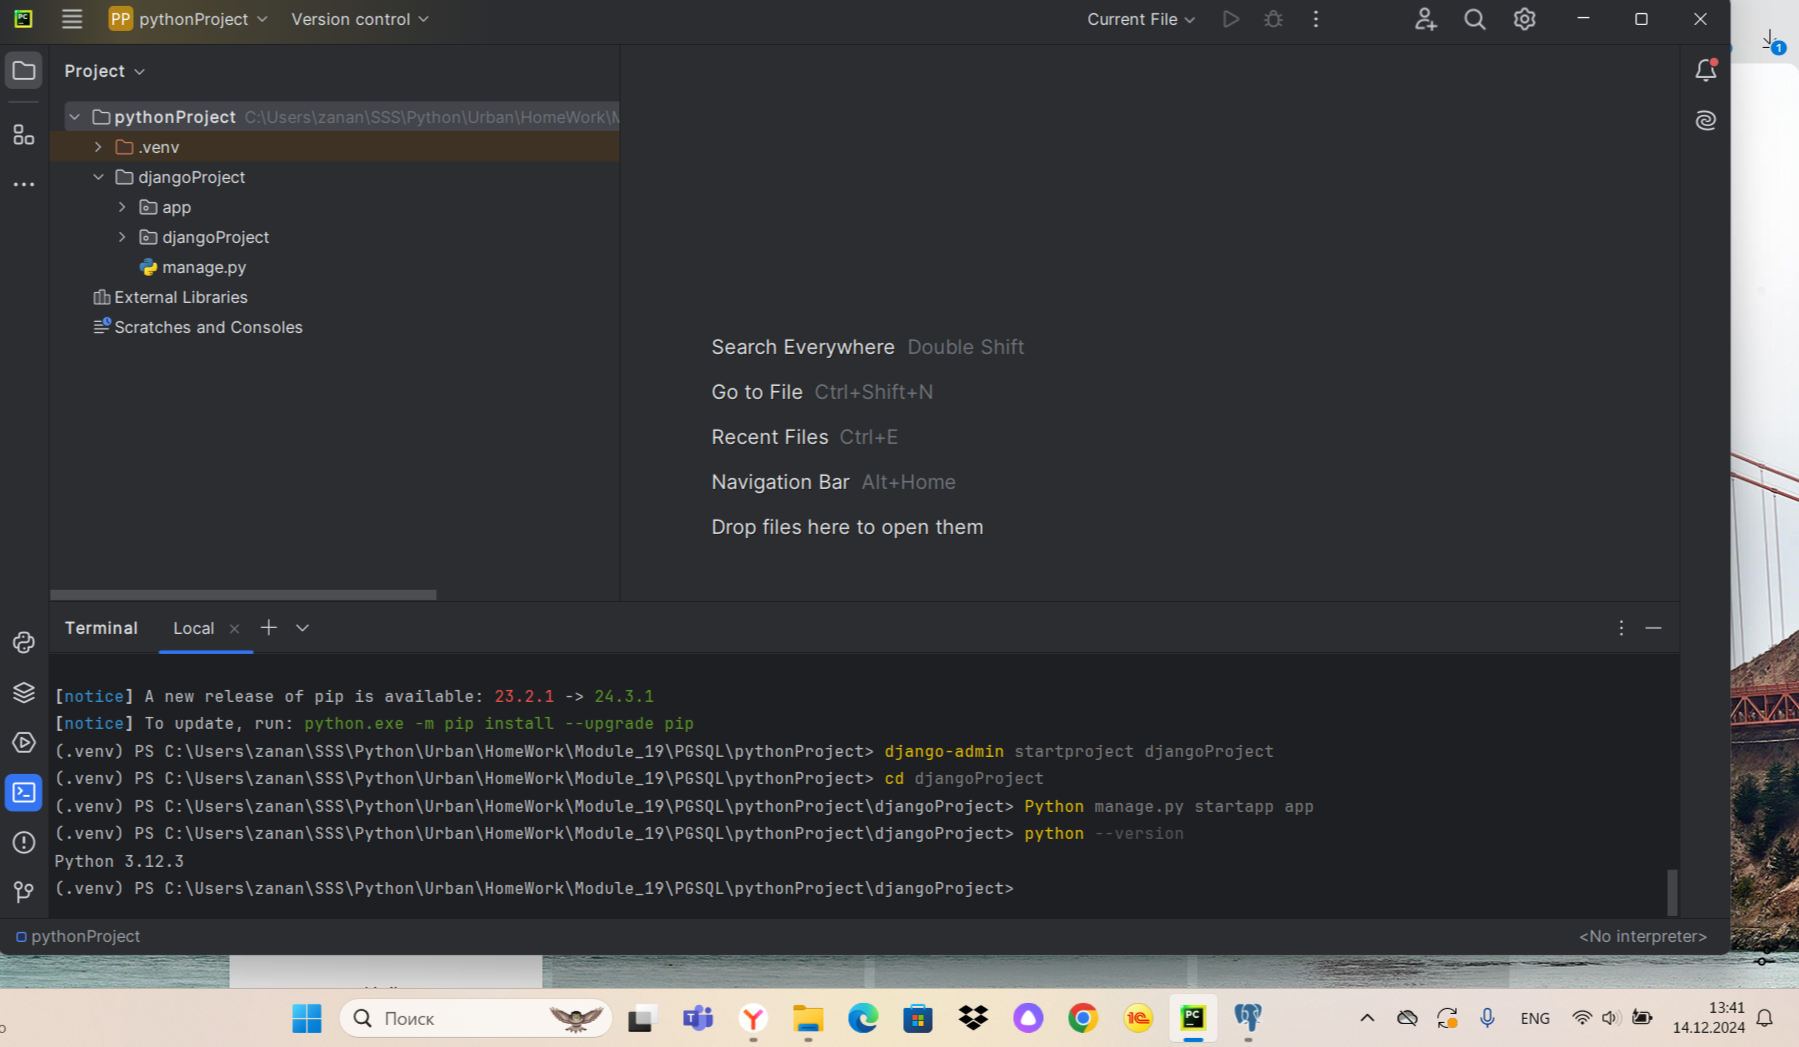 PC
PP pythonProject Version control Current File
1
Project
pythonProject C:\Users\zanan\SSS\Python\Urban\HomeWork\M
.venv
djangoProject
app
djangoProject
manage.py
External Libraries
Scratches and Consoles
Search Everywhere Double Shift
Go to File Ctrl+Shift+N
Recent Files Ctrl+E
Navigation Bar Alt+Home
Drop files here to open them
Terminal Local
[notice] A new release of pip is available: 23.2.1 -> 24.3.1
[notice] To update, run: python.exe -m pip install --upgrade pip
(.venv) PS C:\Users\zanan\SSS\Python\Urban\HomeWork\Module_19\PGSQL\pythonProject> django-admin startproject djangoProject
(.venv) PS C:\Users\zanan\SSS\Python\Urban\HomeWork\Module_19\PGSQL\pythonProject> cd djangoProject
(.venv) PS C:\Users\zanan\SSS\Python\Urban\HomeWork\Module_19\PGSQL\pythonProject\djangoProject> Python manage.py startapp app
(.venv) PS C:\Users\zanan\SSS\Python\Urban\HomeWork\Module_19\PGSQL\pythonProject\djangoProject> python --version
Python 3.12.3
(.venv) PS C:\Users\zanan\SSS\Python\Urban\HomeWork\Module_19\PGSQL\pythonProject\djangoProject>
pythonProject <No interpreter>
Поиск
ENG
13:41
14.12.2024